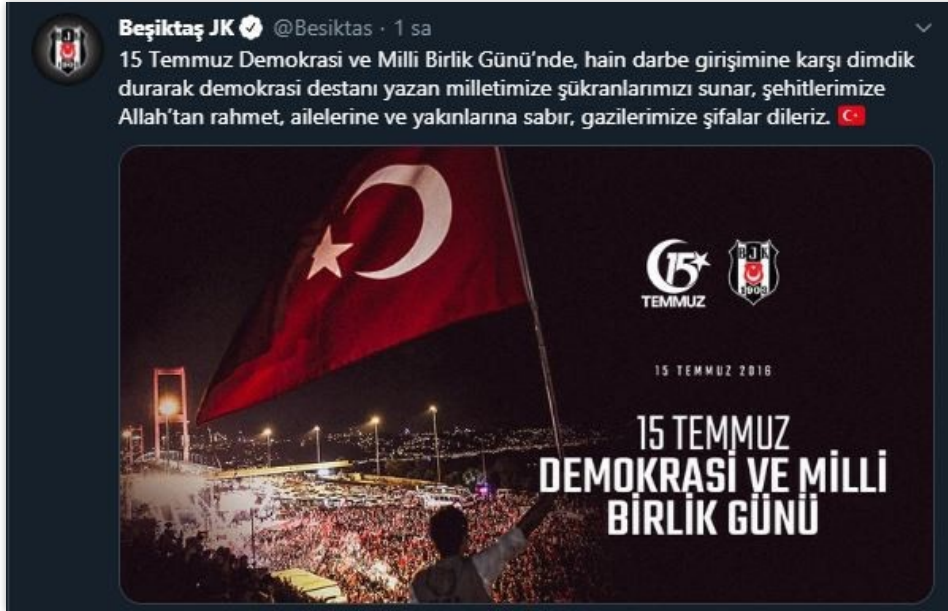 Beşiktaş JK @Besiktas · 1 sa
15 Temmuz Demokrasi ve Milli Birlik Günü'nde, hain darbe girişimine karşı dimdik
durarak demokrasi destanı yazan milletimize şükranlarımızı sunar, şehitlerimize
Allah'tan rahmet, ailelerine ve yakınlarına sabır, gazilerimize şifalar dileriz. 🇹🇷
15
TEMMUZ
BJK
1903
15 TEMMUZ 2016
15 TEMMUZ
DEMOKRASİ VE MİLLİ
BİRLİK GÜNÜ